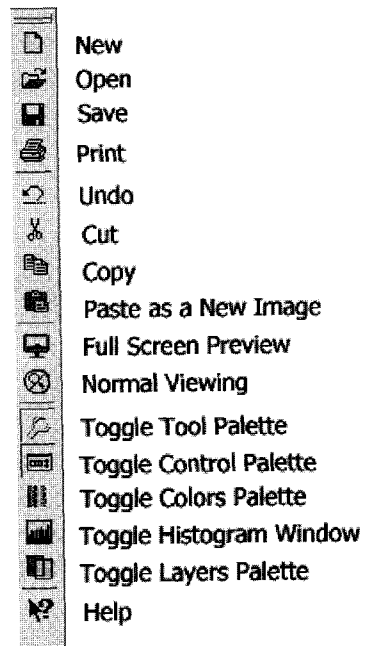 New
Open
Save
Print
Undo
Cut
Copy
Paste as a New Image
Full Screen Preview
Normal Viewing
Toggle Tool Palette
Toggle Control Palette
Toggle Colors Palette
Toggle Histogram Window
Toggle Layers Palette
Help